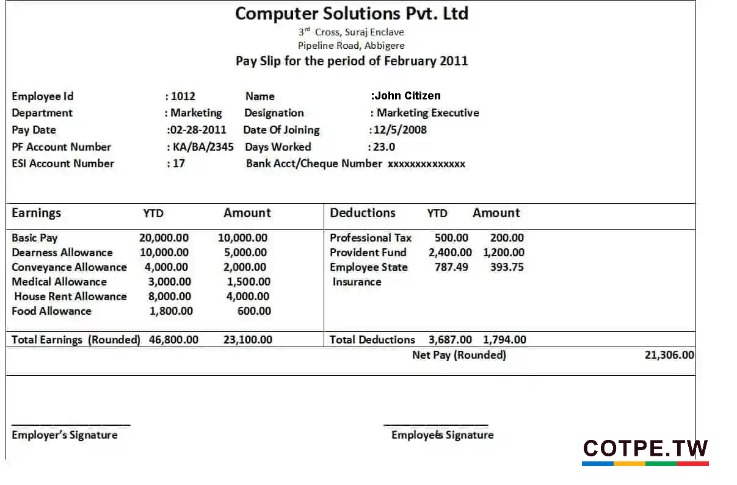 Computer Solutions Pvt. Ltd
3rd Cross, Suraj Enclave
Pipeline Road, Abbigere
Pay Slip for the period of February 2011
Employee Id : 1012 Name :John Citizen
Department : Marketing Designation : Marketing Executive
Pay Date :02-28-2011 Date Of Joining :12/5/2008
PF Account Number : KA/BA/2345 Days Worked :23.0
ESI Account Number : 17 Bank Acct/Cheque Number xxxxxxxxxxxxxx
Earnings YTD Amount Deductions YTD Amount
Basic Pay 20,000.00 10,000.00 Professional Tax 500.00 200.00
Dearness Allowance 10,000.00 5,000.00 Provident Fund 2,400.00 1,200.00
Conveyance Allowance 4,000.00 2,000.00 Employee State 787.49 393.75
Medical Allowance 3,000.00 1,500.00 Insurance
House Rent Allowance 8,000.00 4,000.00
Food Allowance 1,800.00 600.00
Total Earnings (Rounded) 46,800.00 23,100.00 Total Deductions 3,687.00 1,794.00
Net Pay (Rounded) 21,306.00
Employer's Signature Employee's Signature
COTPE.TW